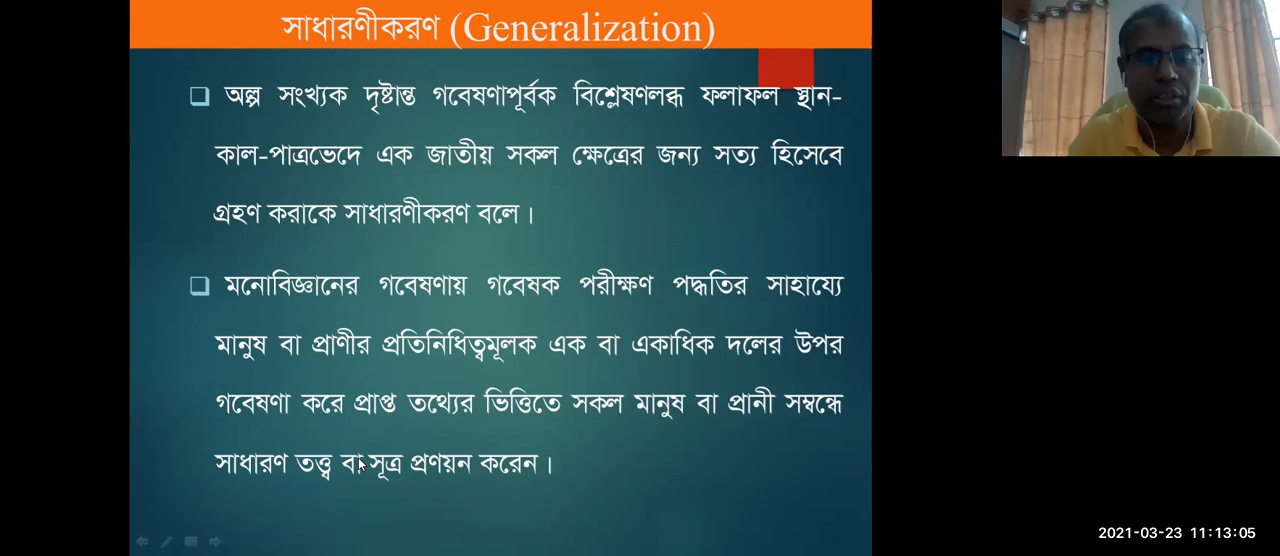 সাধারণীকরণ (Generalization)
অল্প সংখ্যক দৃষ্টান্ত গবেষণাপূর্বক বিশ্লেষণলব্ধ ফলাফল স্থান-
কাল-পাত্রভেদে এক জাতীয় সকল ক্ষেত্রের জন্য সত্য হিসেবে
গ্রহণ করাকে সাধারণীকরণ বলে।
মনোবিজ্ঞানের গবেষণায় গবেষক পরীক্ষণ পদ্ধতির সাহায্যে
মানুষ বা প্রাণীর প্রতিনিধিত্বমূলক এক বা একাধিক দলের উপর
গবেষণা করে প্রাপ্ত তথ্যের ভিত্তিতে সকল মানুষ বা প্রানী সম্বন্ধে
সাধারণ তত্ত্ব বা সূত্র প্রণয়ন করেন।
2021-03-23 11:13:05